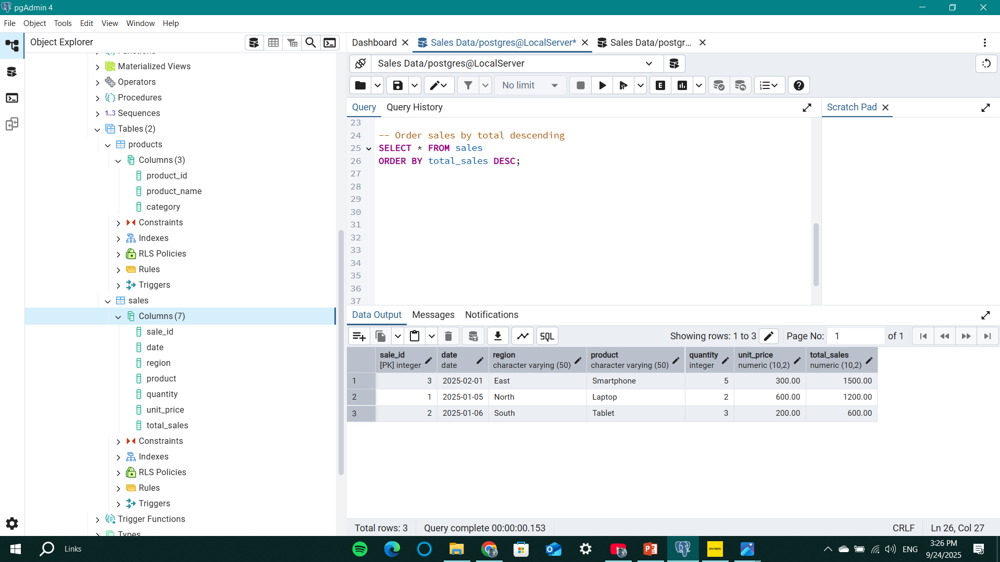 pgAdmin 4
File Object Tools Edit View Window Help
Object Explorer
Functions
Materialized Views
Operators
Procedures
1..3 Sequences
Tables (2)
products
Columns (3)
product_id
product_name
category
Constraints
Indexes
RLS Policies
Rules
Triggers
sales
Columns (7)
sale_id
date
region
product
quantity
unit_price
total_sales
Constraints
Indexes
RLS Policies
Rules
Triggers
Trigger Functions
Types
Dashboard Sales Data/postgres@LocalServer* Sales Data/postgr...
Sales Data/postgres@LocalServer
No limit E
Query Query History Scratch Pad
23
24 -- Order sales by total descending
25 SELECT * FROM sales
26 ORDER BY total_sales DESC;
27
28
29
30
31
32
33
34
35
36
37
Data Output Messages Notifications
SQL Showing rows: 1 to 3 Page No: 1 of 1
sale_id date region product quantity unit_price total_sales
[PK] integer date character varying (50) character varying (50) integer numeric (10,2) numeric (10,2)
1 3 2025-02-01 East Smartphone 5 300.00 1500.00
2 1 2025-01-05 North Laptop 2 600.00 1200.00
3 2 2025-01-06 South Tablet 3 200.00 600.00
Total rows: 3 Query complete 00:00:00.153 CRLF Ln 26, Col 27
Links exness ENG 3:26 PM
9/24/2025